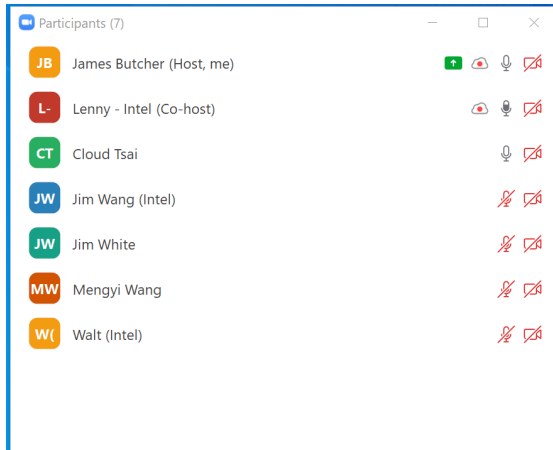 Participants (7)
JB James Butcher (Host, me)
L- Lenny - Intel (Co-host)
CT Cloud Tsai
JW Jim Wang (Intel)
JW Jim White
MW Mengyi Wang
W( Walt (Intel)